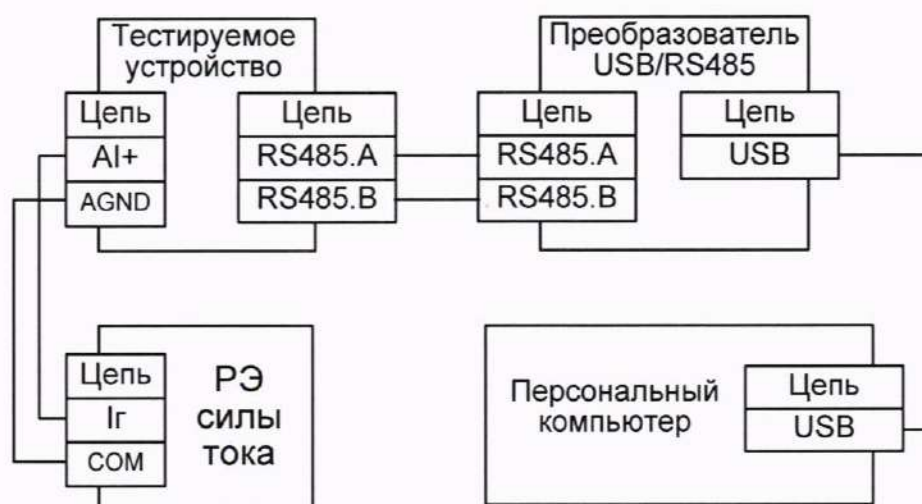 Тестируемое
устройство
Цепь
AI+
AGND
Цепь
RS485.A
RS485.B
Преобразователь
USB/RS485
Цепь
RS485.A
RS485.B
Цепь
USB
Цепь
Iг
COM
РЭ
силы
тока
Персональный
компьютер
Цепь
USB